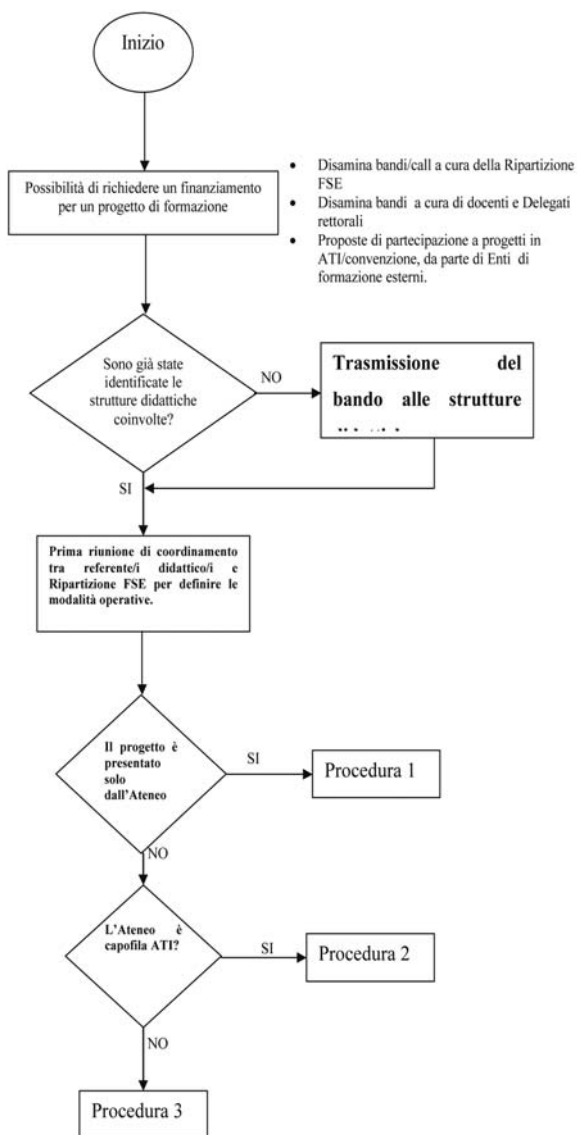 Inizio
Possibilità di richiedere un finanziamento
per un progetto di formazione
• Disamina bandi/call a cura della Ripartizione
FSE
• Disamina bandi a cura di docenti e Delegati
rettorali
• Proposte di partecipazione a progetti in
ATI/convenzione, da parte di Enti di
formazione esterni.
Sono già state
identificate le
strutture didattiche
coinvolte?
NO
Trasmissione del
bando alle strutture
SI
Prima riunione di coordinamento
tra referente/i didattico/i e
Ripartizione FSE per definire le
modalità operative.
Il progetto è
presentato
solo
dall'Ateneo
SI
Procedura 1
NO
L'Ateneo è
capofila ATI?
SI
Procedura 2
NO
Procedura 3